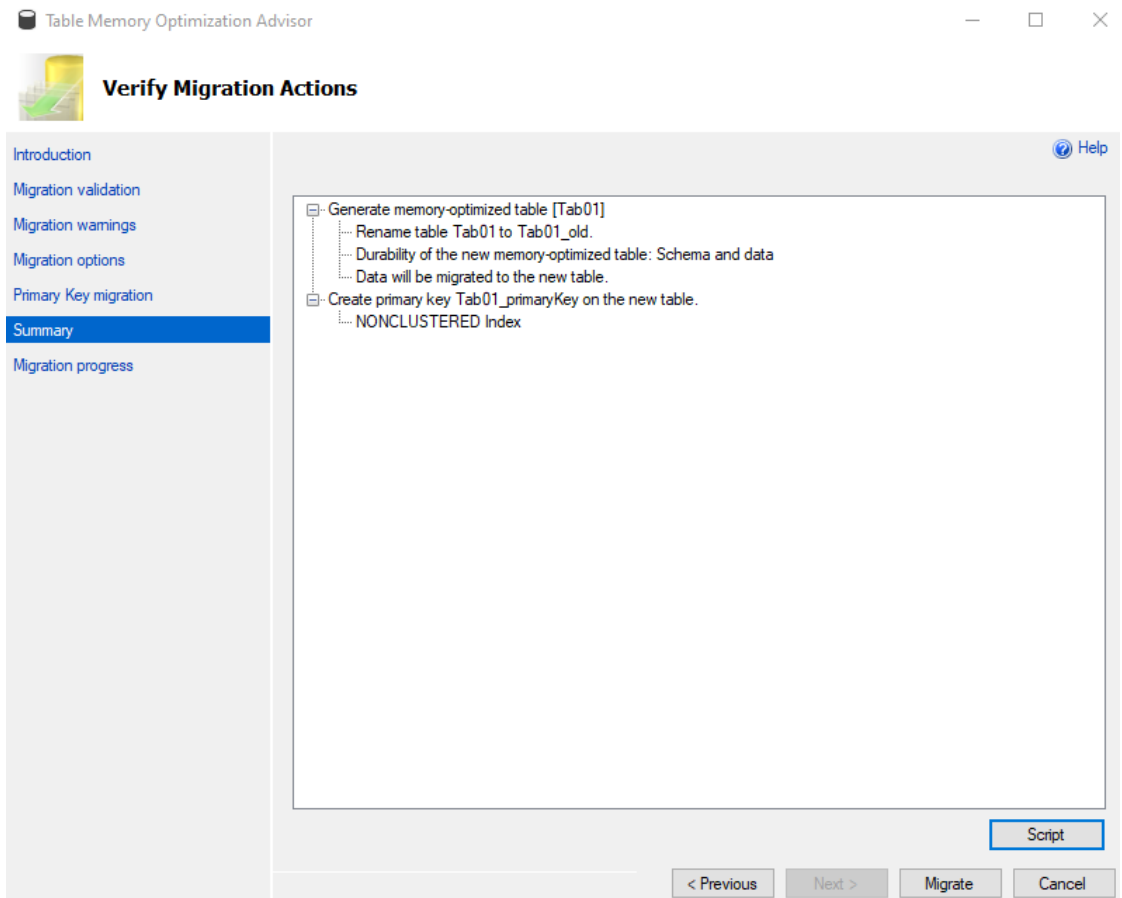 Table Memory Optimization Advisor
Verify Migration Actions
Introduction
Migration validation
Migration warnings
Migration options
Primary Key migration
Summary
Migration progress
Help
Generate memory-optimized table [Tab01]
Rename table Tab01 to Tab01_old.
Durability of the new memory-optimized table: Schema and data
Data will be migrated to the new table.
Create primary key Tab01_primaryKey on the new table.
NONCLUSTERED Index
Script
< Previous
Next >
Migrate
Cancel